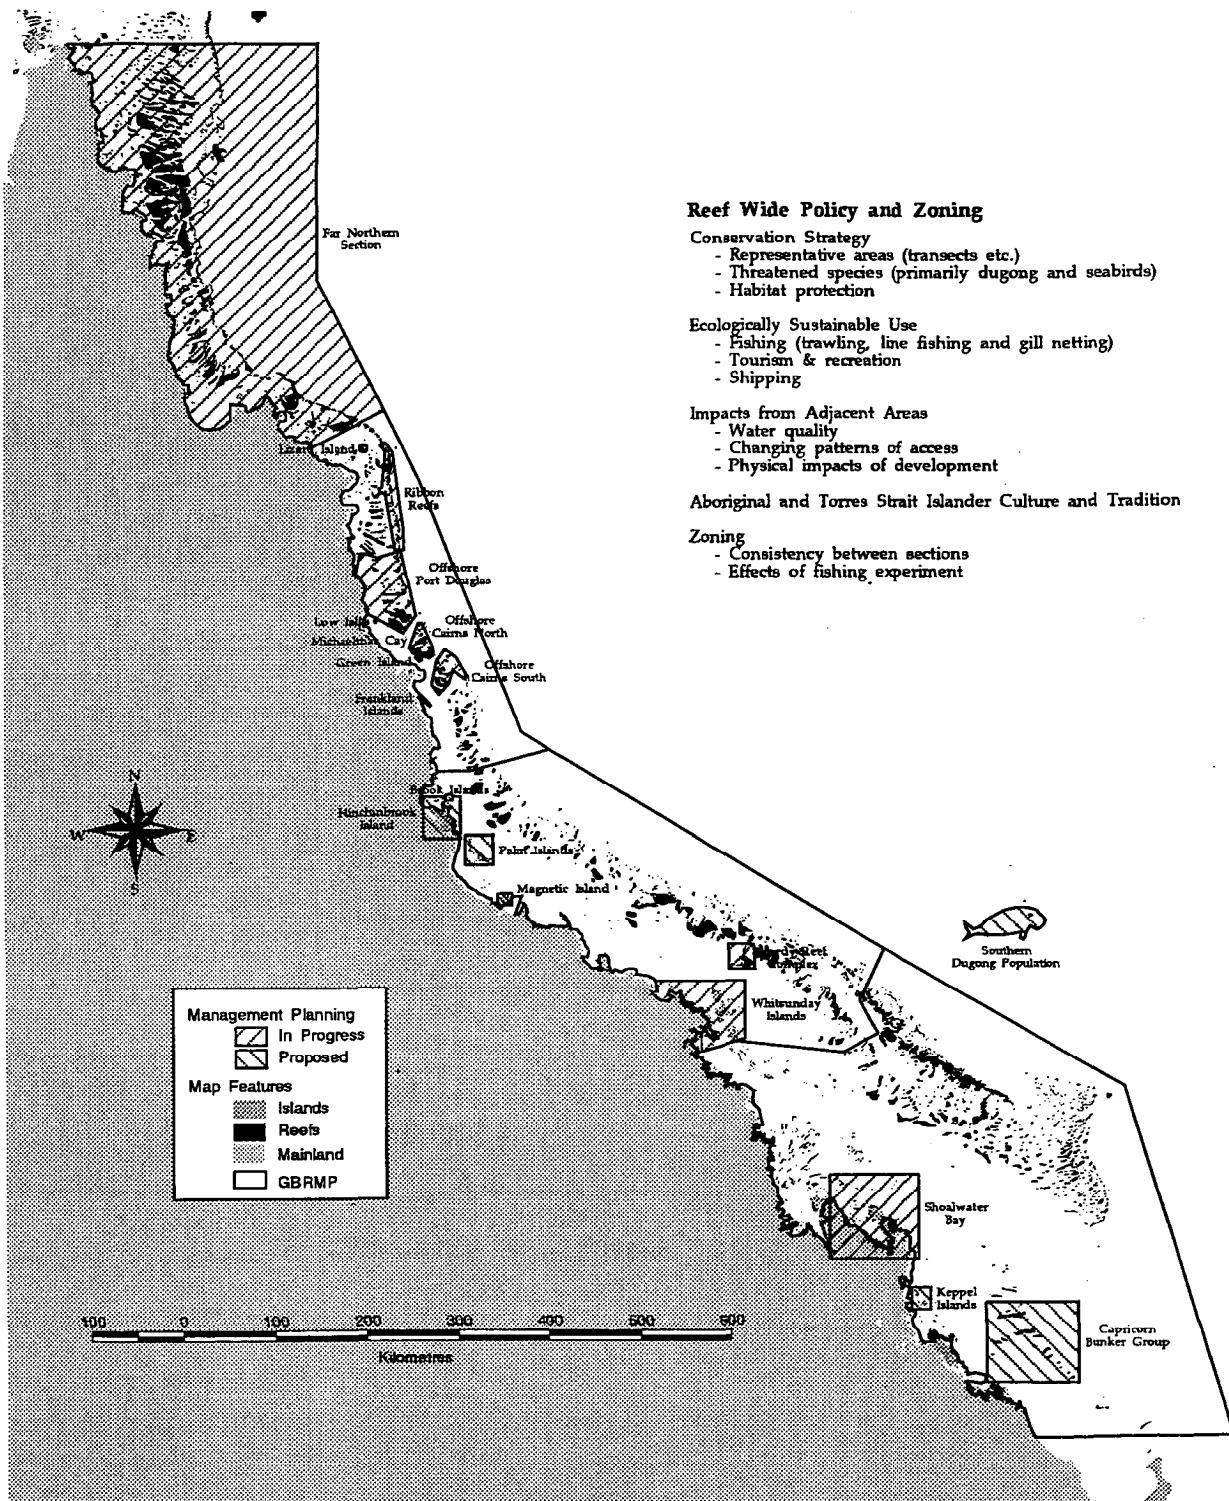 Far Northern
Section
Reef Wide Policy and Zoning
Conservation Strategy
- Representative areas (transects etc.)
- Threatened species (primarily dugong and seabirds)
- Habitat protection
Ecologically Sustainable Use
- Fishing (trawling, line fishing and gill netting)
- Tourism & recreation
- Shipping
Impacts from Adjacent Areas
- Water quality
- Changing patterns of access
- Physical impacts of development
Aboriginal and Torres Strait Islander Culture and Tradition
Zoning
- Consistency between sections
- Effects of fishing experiment
Lizard Island
Ribbon
Reefs
Offshore
Port Douglas
Low Isles
Michaelmas Cay
Green Island
Offshore
Cairns North
Offshore
Cairns South
Frankland
Islands
N
W
E
S
Brook Islands
Hinchinbrook
Island
Palm Islands
Magnetic Island
Hardy Reef
Complex
Whitsunday
Islands
Southern
Dugong Population
Management Planning
In Progress
Proposed
Map Features
Islands
Reefs
Mainland
GBRMP
Shoalwater
Bay
Keppel
Islands
Capricorn
Bunker Group
100 0 100 200 300 400 500 600
Kilometres